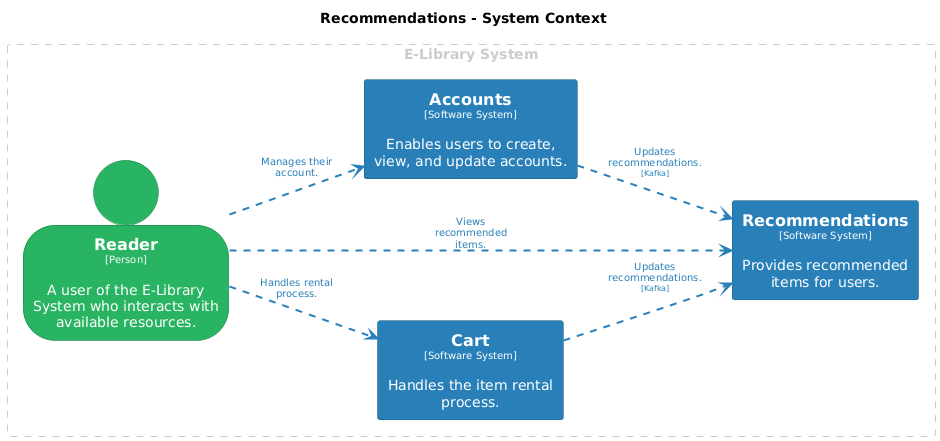 Recommendations - System Context
E-Library System
Accounts
[Software System]
Enables users to create,
view, and update accounts.
Manages their
account.
Updates
recommendations.
[Kafka]
Reader
[Person]
A user of the E-Library
System who interacts with
available resources.
Views
recommended
items.
Recommendations
[Software System]
Provides recommended
items for users.
Handles rental
process.
Updates
recommendations.
[Kafka]
Cart
[Software System]
Handles the item rental
process.